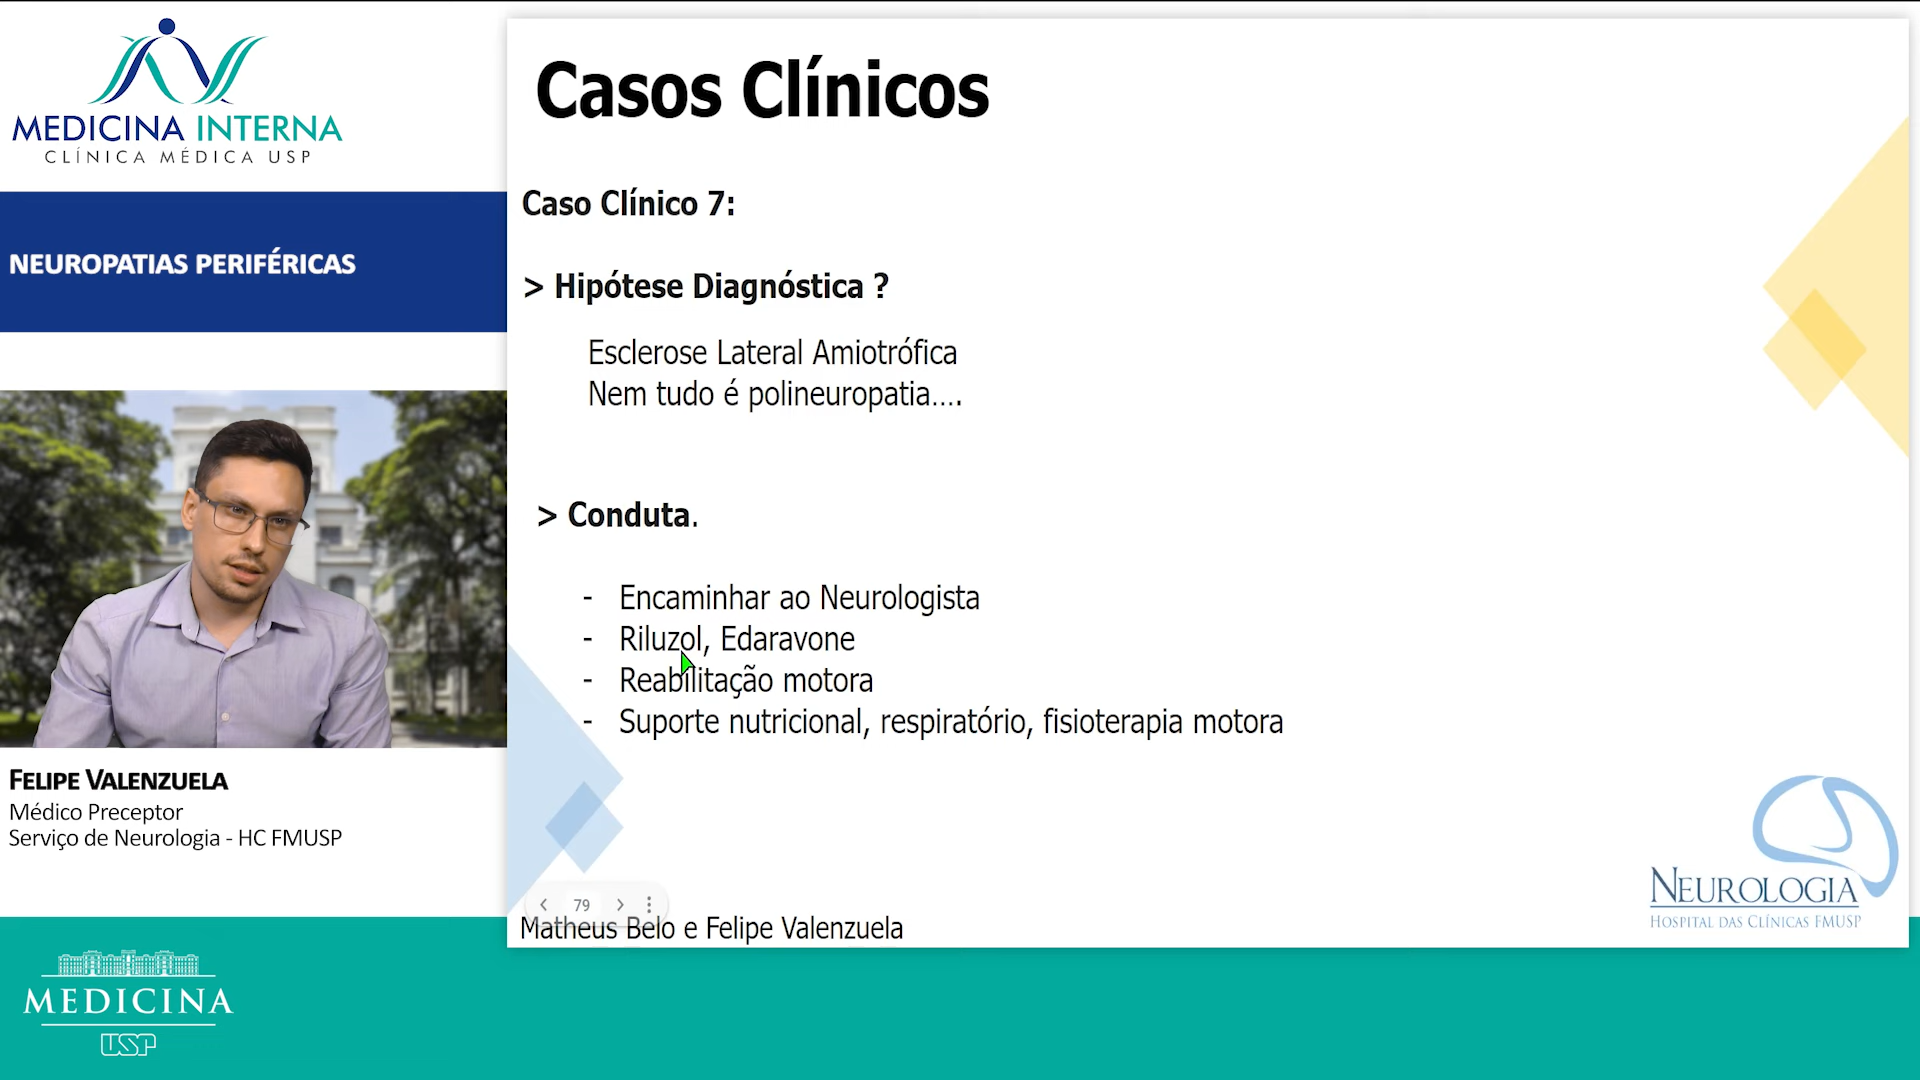 MEDICINA INTERNA
CLÍNICA MÉDICA USP
NEUROPATIAS PERIFÉRICAS
FELIPE VALENZUELA
Médico Preceptor
Serviço de Neurologia - HC FMUSP
MEDICINA
USP
Casos Clínicos
Caso Clínico 7:
> Hipótese Diagnóstica ?
Esclerose Lateral Amiotrófica
Nem tudo é polineuropatia....
> Conduta.
- Encaminhar ao Neurologista
- Riluzol, Edaravone
- Reabilitação motora
- Suporte nutricional, respiratório, fisioterapia motora
79
Matheus Belo e Felipe Valenzuela
NEUROLOGIA
HOSPITAL DAS CLÍNICAS FMUSP